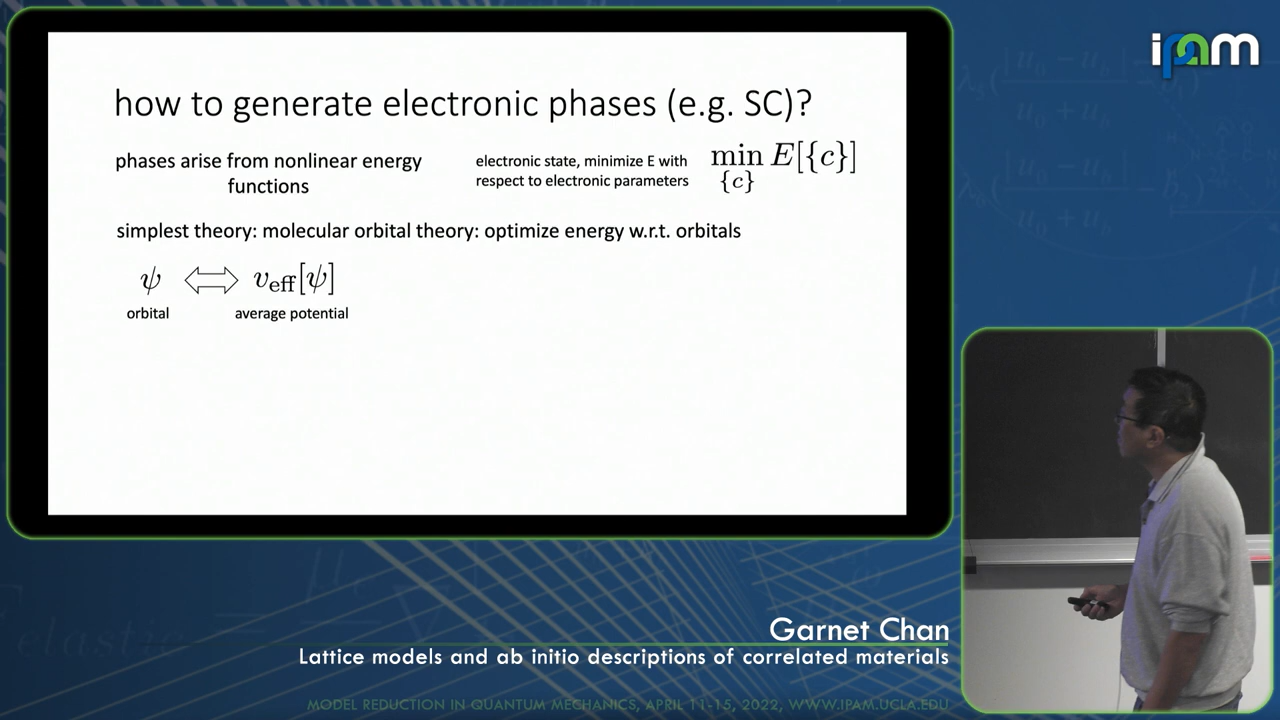 ipam
how to generate electronic phases (e.g. SC)?
phases arise from nonlinear energy
functions
electronic state, minimize E with
respect to electronic parameters
min E[{c}]
{c}
simplest theory: molecular orbital theory: optimize energy w.r.t. orbitals
ψ ⟺ v_eff[ψ]
orbital average potential
Garnet Chan
Lattice models and ab initio descriptions of correlated materials
MODEL REDUCTION IN QUANTUM MECHANICS, APRIL 11-15, 2022, WWW.IPAM.UCLA.EDU